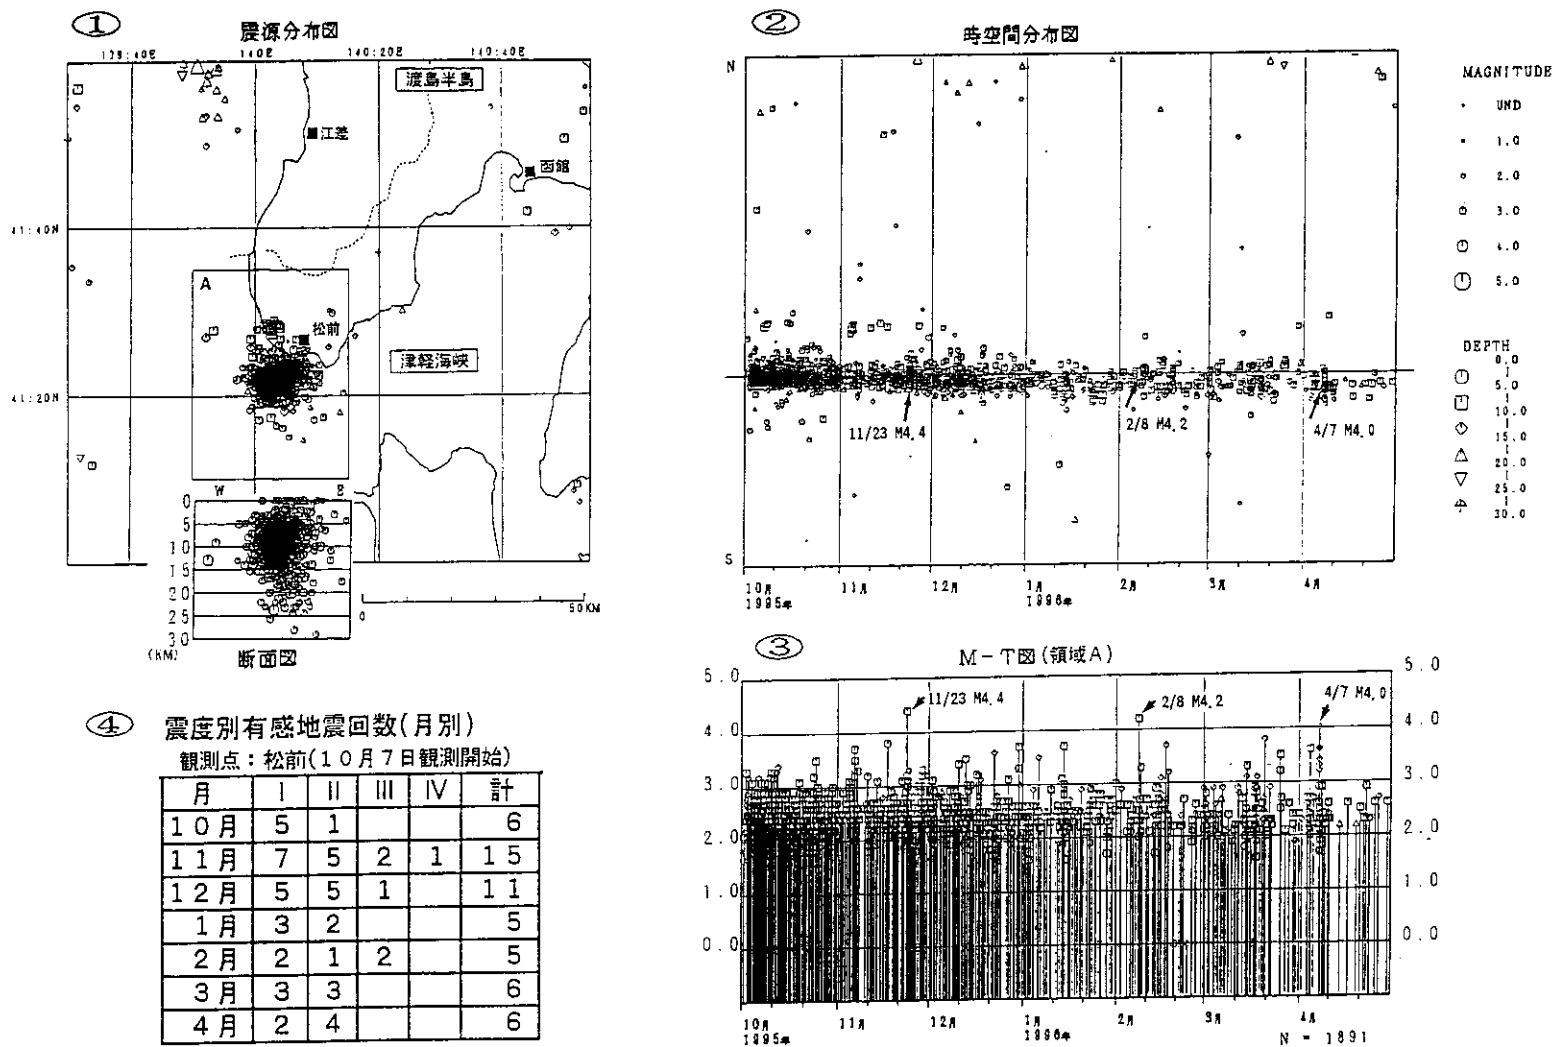 ①
震源分布図
139:40E 140E 140:20E 140:40E
渡島半島
江差
函館
41:40N
A
松前
津軽海峡
41:20N
W E
0
5
10
15
20
25
30
(KM)
断面図
0 50KM
②
時空間分布図
N
S
11/23 M4.4
2/8 M4.2
4/7 M4.0
10月 11月 12月 1月 2月 3月 4月
1995年 1996年
MAGNITUDE
UND
1.0
2.0
3.0
4.0
5.0
DEPTH
0.0
5.0
10.0
15.0
20.0
25.0
30.0
③
M-T図(領域A)
5.0 5.0
4.0 4.0
3.0 3.0
2.0 2.0
1.0 1.0
0.0 0.0
11/23 M4.4
2/8 M4.2
4/7 M4.0
10月 11月 12月 1月 2月 3月 4月
1995年 1996年
N = 1891
④
震度別有感地震回数(月別)
観測点:松前(10月7日観測開始)
月 I II III IV 計
10月 5 1 6
11月 7 5 2 1 15
12月 5 5 1 11
1月 3 2 5
2月 2 1 2 5
3月 3 3 6
4月 2 4 6